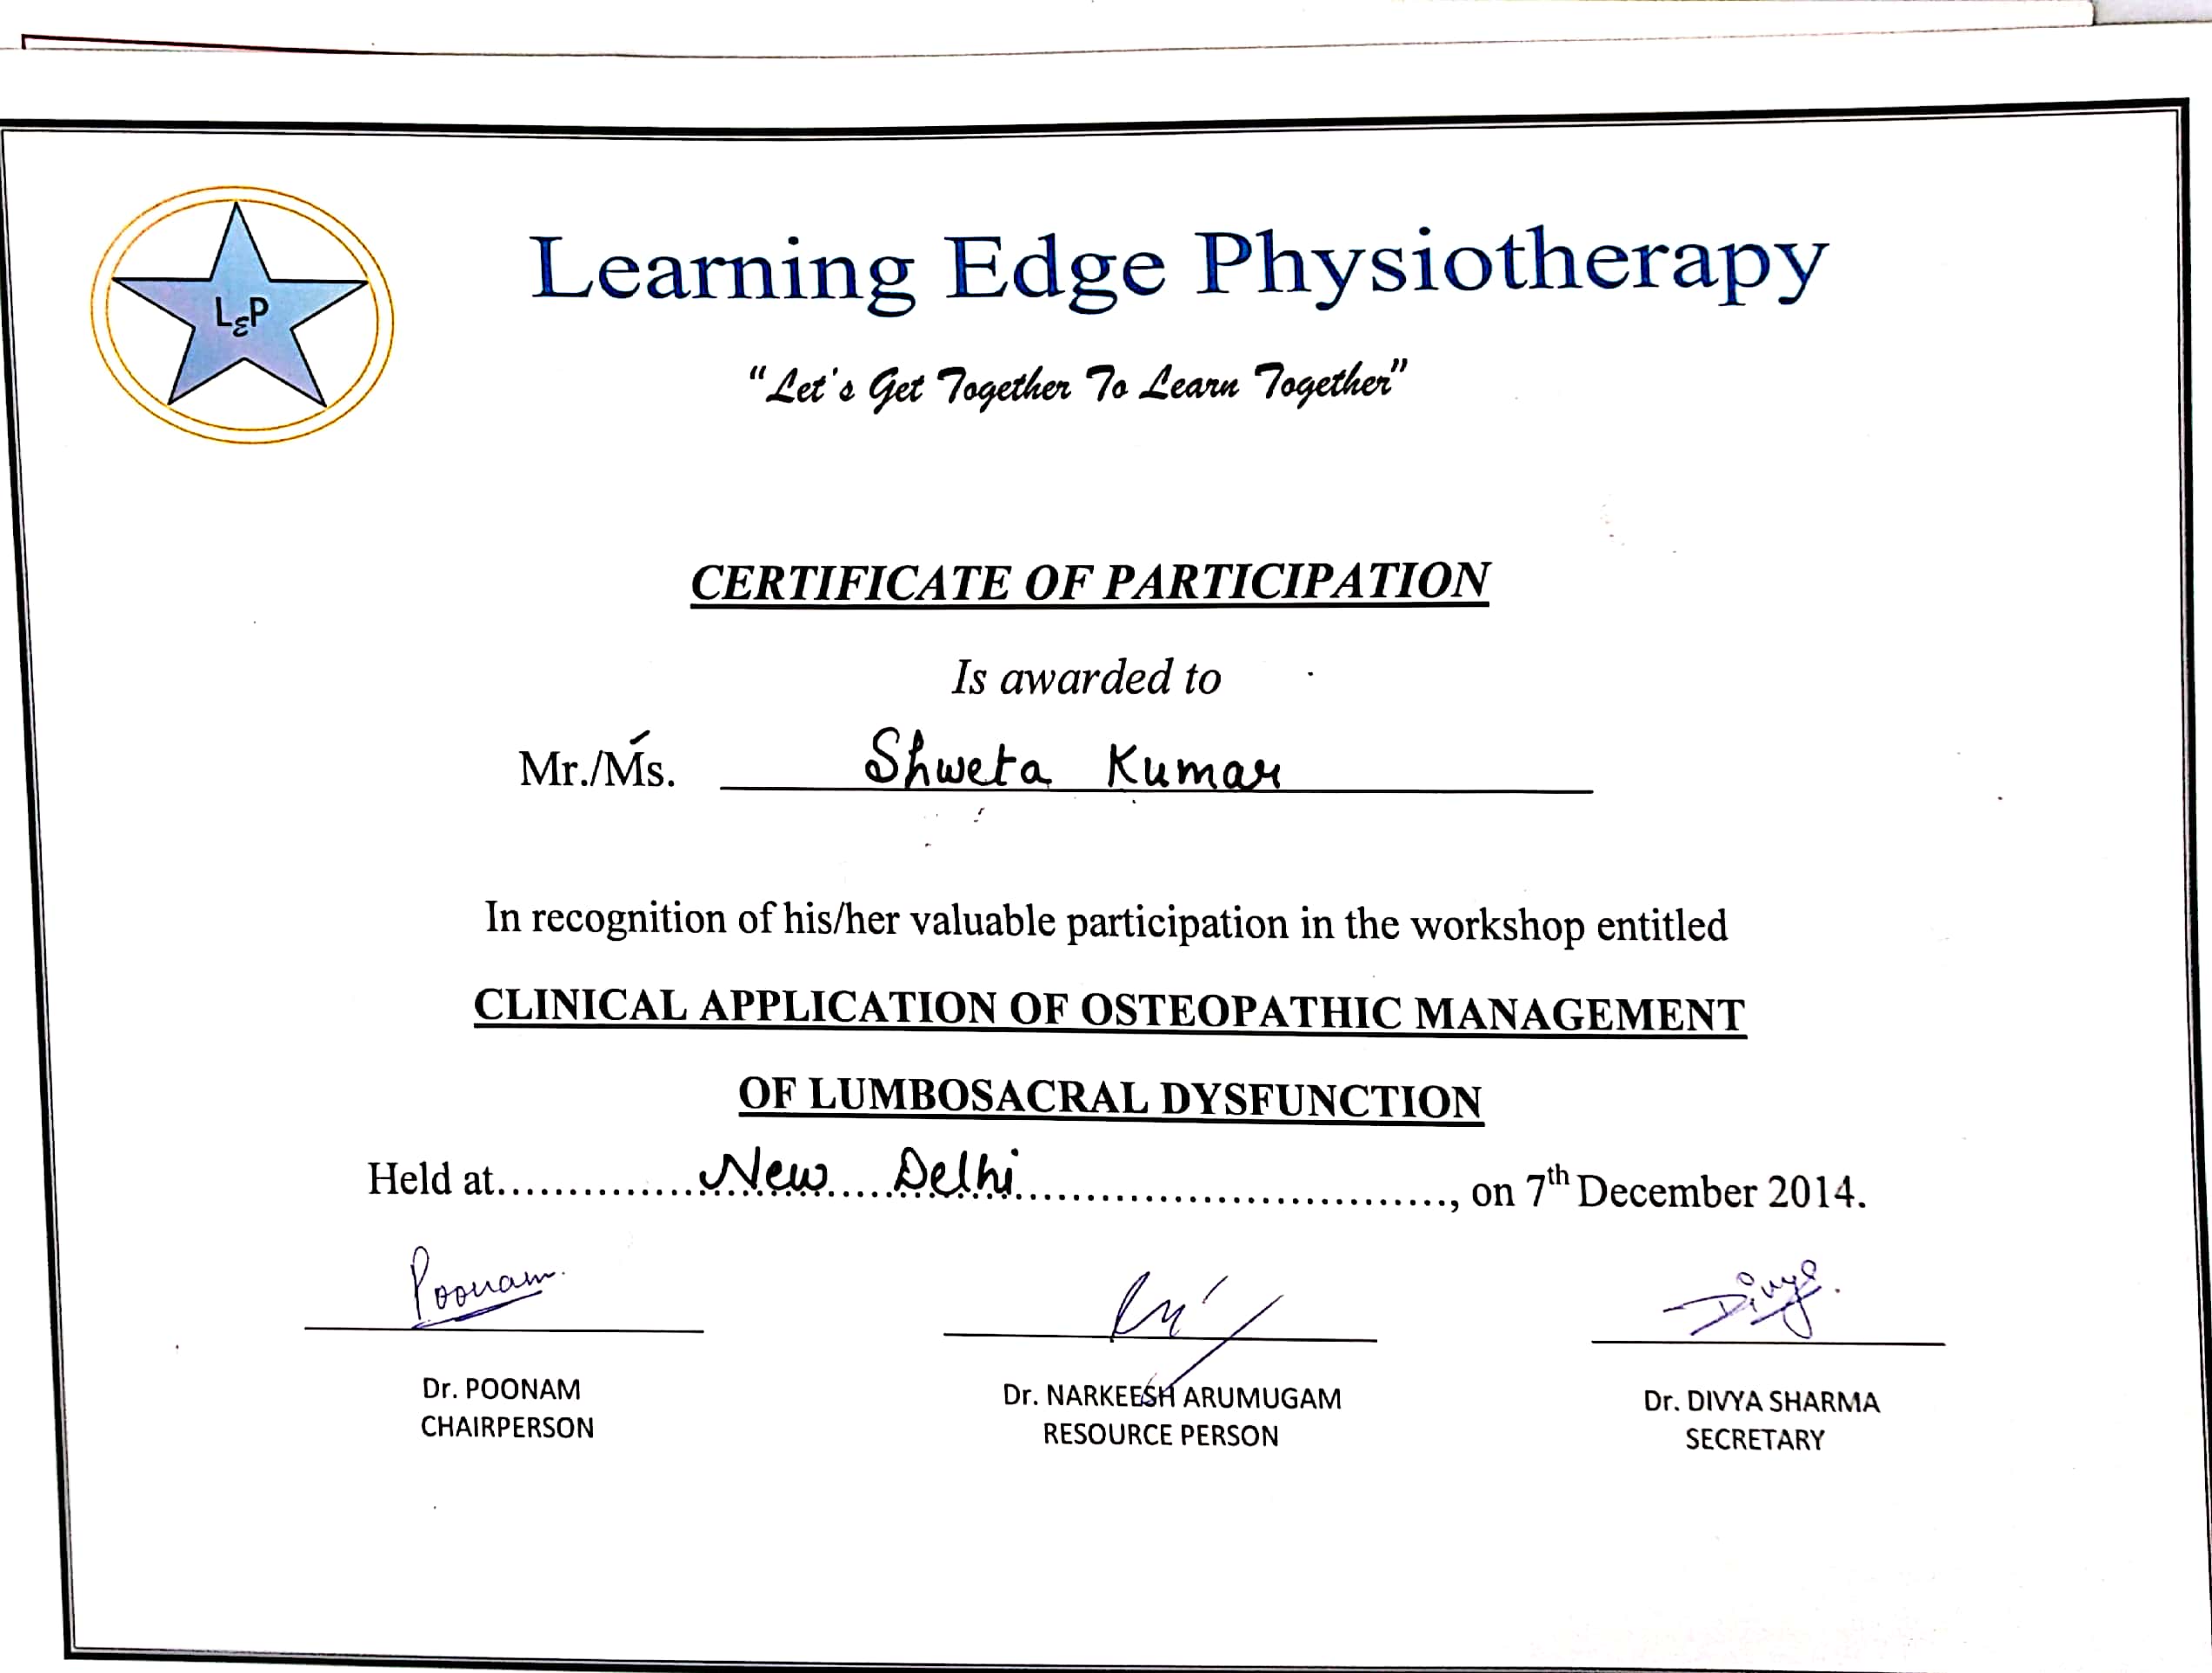 LεP
Learning Edge Physiotherapy
“Let's Get Together To Learn Together”
CERTIFICATE OF PARTICIPATION
Is awarded to
Mr./Ms. Shweta Kumar
In recognition of his/her valuable participation in the workshop entitled
CLINICAL APPLICATION OF OSTEOPATHIC MANAGEMENT
OF LUMBOSACRAL DYSFUNCTION
Held at.............New Delhi..............................., on 7th December 2014.
Poonam Divya
Dr. POONAM Dr. NARKEESH ARUMUGAM Dr. DIVYA SHARMA
CHAIRPERSON RESOURCE PERSON SECRETARY